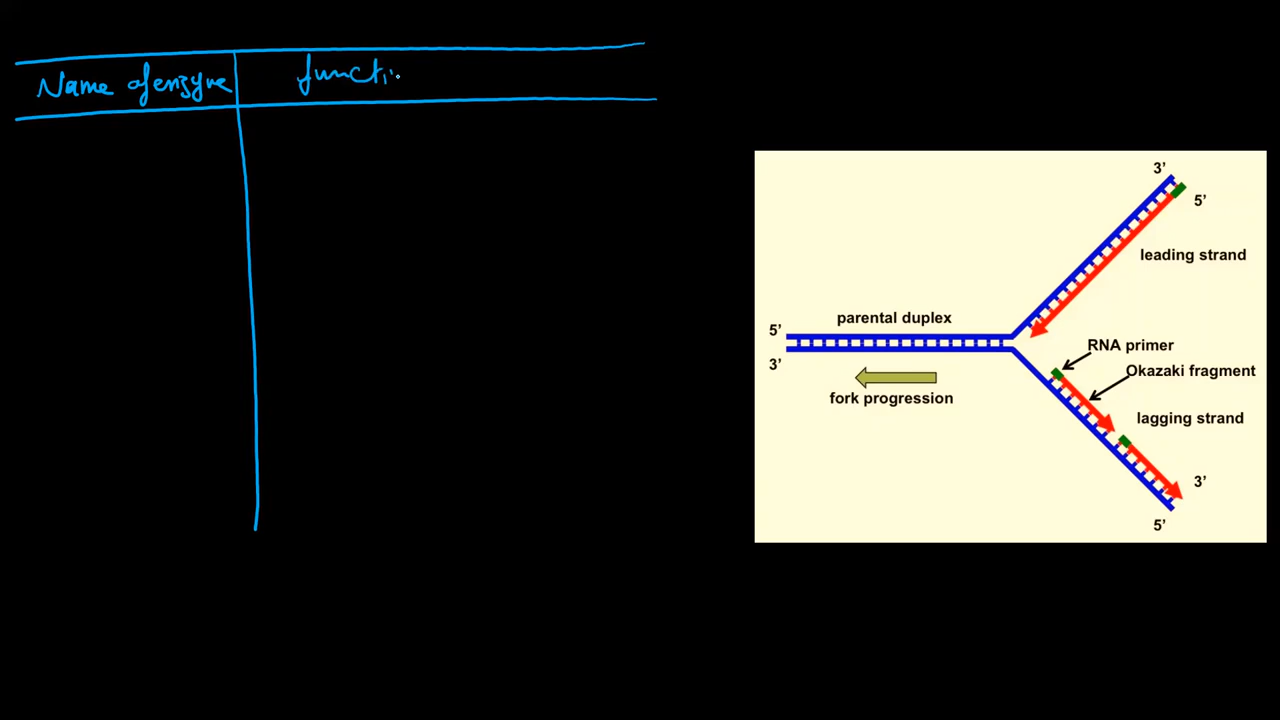 Name of enzyme functi
3’
5’
leading strand
parental duplex
5’
3’
RNA primer
Okazaki fragment
fork progression
lagging strand
3’
5’